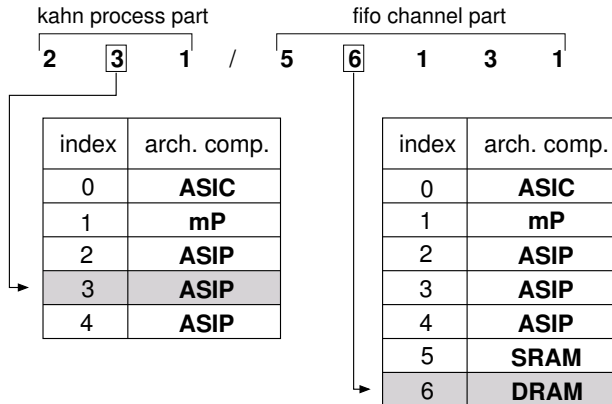 kahn process part fifo channel part
2 3 1 / 5 6 1 3 1
index arch. comp.
0 ASIC
1 mP
2 ASIP
3 ASIP
4 ASIP
index arch. comp.
0 ASIC
1 mP
2 ASIP
3 ASIP
4 ASIP
5 SRAM
6 DRAM